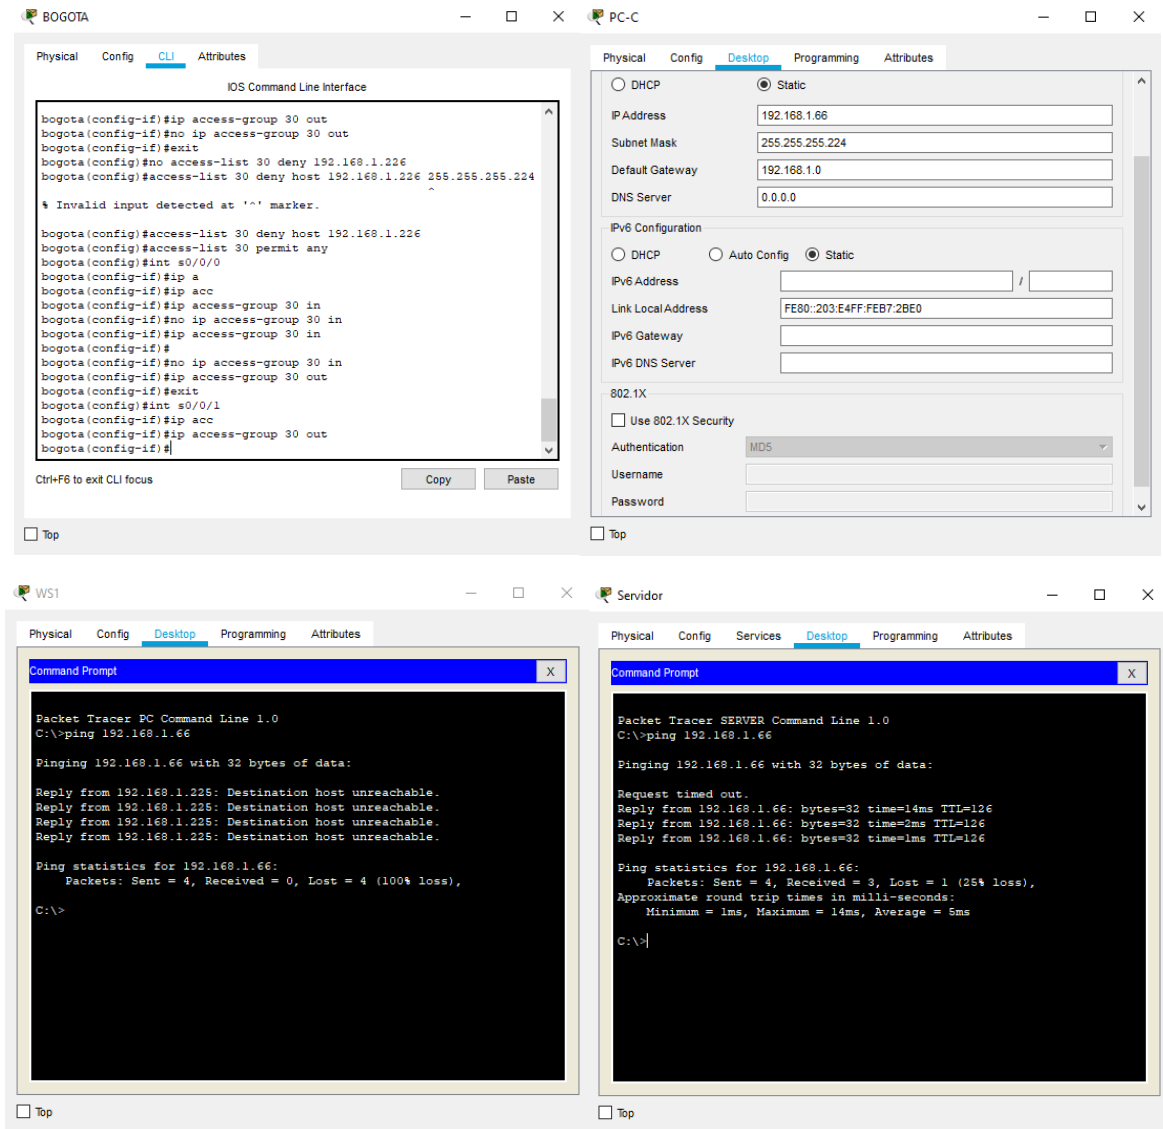 BOGOTA
Physical Config CLI Attributes
IOS Command Line Interface
bogota(config-if)#ip access-group 30 out
bogota(config-if)#no ip access-group 30 out
bogota(config-if)#exit
bogota(config)#no access-list 30 deny 192.168.1.226
bogota(config)#access-list 30 deny host 192.168.1.226 255.255.255.224
^
% Invalid input detected at '^' marker.
bogota(config)#access-list 30 deny host 192.168.1.226
bogota(config)#access-list 30 permit any
bogota(config)#int s0/0/0
bogota(config-if)#ip a
bogota(config-if)#ip acc
bogota(config-if)#ip access-group 30 in
bogota(config-if)#no ip access-group 30 in
bogota(config-if)#ip access-group 30 in
bogota(config-if)#
bogota(config-if)#no ip access-group 30 in
bogota(config-if)#ip access-group 30 out
bogota(config-if)#exit
bogota(config)#int s0/0/1
bogota(config-if)#ip acc
bogota(config-if)#ip access-group 30 out
bogota(config-if)#
Ctrl+F6 to exit CLI focus
Copy Paste
Top
PC-C
Physical Config Desktop Programming Attributes
DHCP Static
IP Address 192.168.1.66
Subnet Mask 255.255.255.224
Default Gateway 192.168.1.0
DNS Server 0.0.0.0
IPv6 Configuration
DHCP Auto Config Static
IPv6 Address /
Link Local Address FE80::203:E4FF:FEB7:2BE0
IPv6 Gateway
IPv6 DNS Server
802.1X
Use 802.1X Security
Authentication MD5
Username
Password
Top
WS1
Physical Config Desktop Programming Attributes
Command Prompt X
Packet Tracer PC Command Line 1.0
C:\>ping 192.168.1.66
Pinging 192.168.1.66 with 32 bytes of data:
Reply from 192.168.1.225: Destination host unreachable.
Reply from 192.168.1.225: Destination host unreachable.
Reply from 192.168.1.225: Destination host unreachable.
Reply from 192.168.1.225: Destination host unreachable.
Ping statistics for 192.168.1.66:
Packets: Sent = 4, Received = 0, Lost = 4 (100% loss),
C:\>
Top
Servidor
Physical Config Services Desktop Programming Attributes
Command Prompt X
Packet Tracer SERVER Command Line 1.0
C:\>ping 192.168.1.66
Pinging 192.168.1.66 with 32 bytes of data:
Request timed out.
Reply from 192.168.1.66: bytes=32 time=14ms TTL=126
Reply from 192.168.1.66: bytes=32 time=2ms TTL=126
Reply from 192.168.1.66: bytes=32 time=1ms TTL=126
Ping statistics for 192.168.1.66:
Packets: Sent = 4, Received = 3, Lost = 1 (25% loss),
Approximate round trip times in milli-seconds:
Minimum = 1ms, Maximum = 14ms, Average = 5ms
C:\>
Top